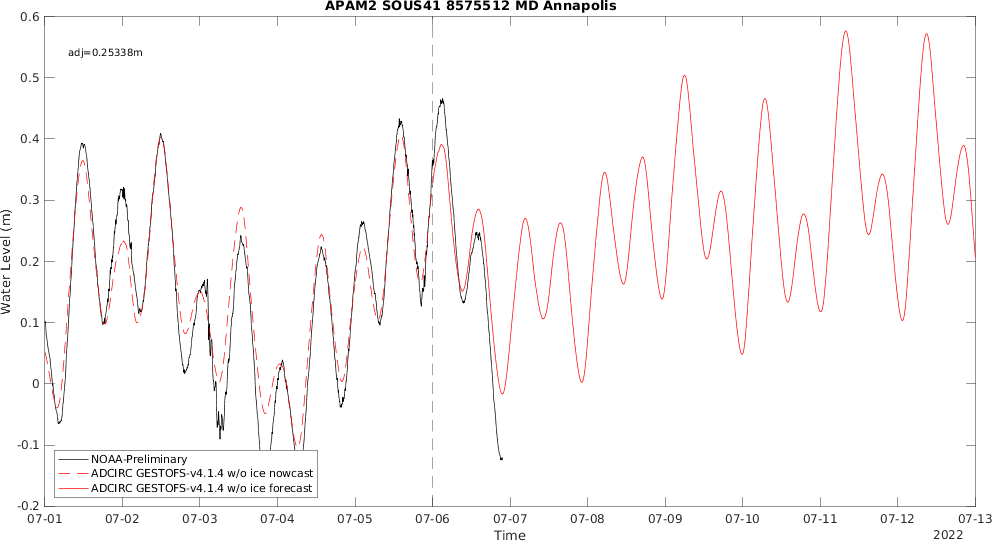 APAM2 SOUS41 8575512 MD Annapolis
adj=0.25338m
Water Level (m)
0.6
0.5
0.4
0.3
0.2
0.1
0
-0.1
-0.2
NOAA-Preliminary
ADCIRC GESTOFS-v4.1.4 w/o ice nowcast
ADCIRC GESTOFS-v4.1.4 w/o ice forecast
07-01 07-02 07-03 07-04 07-05 07-06 07-07 07-08 07-09 07-10 07-11 07-12 07-13
Time
2022